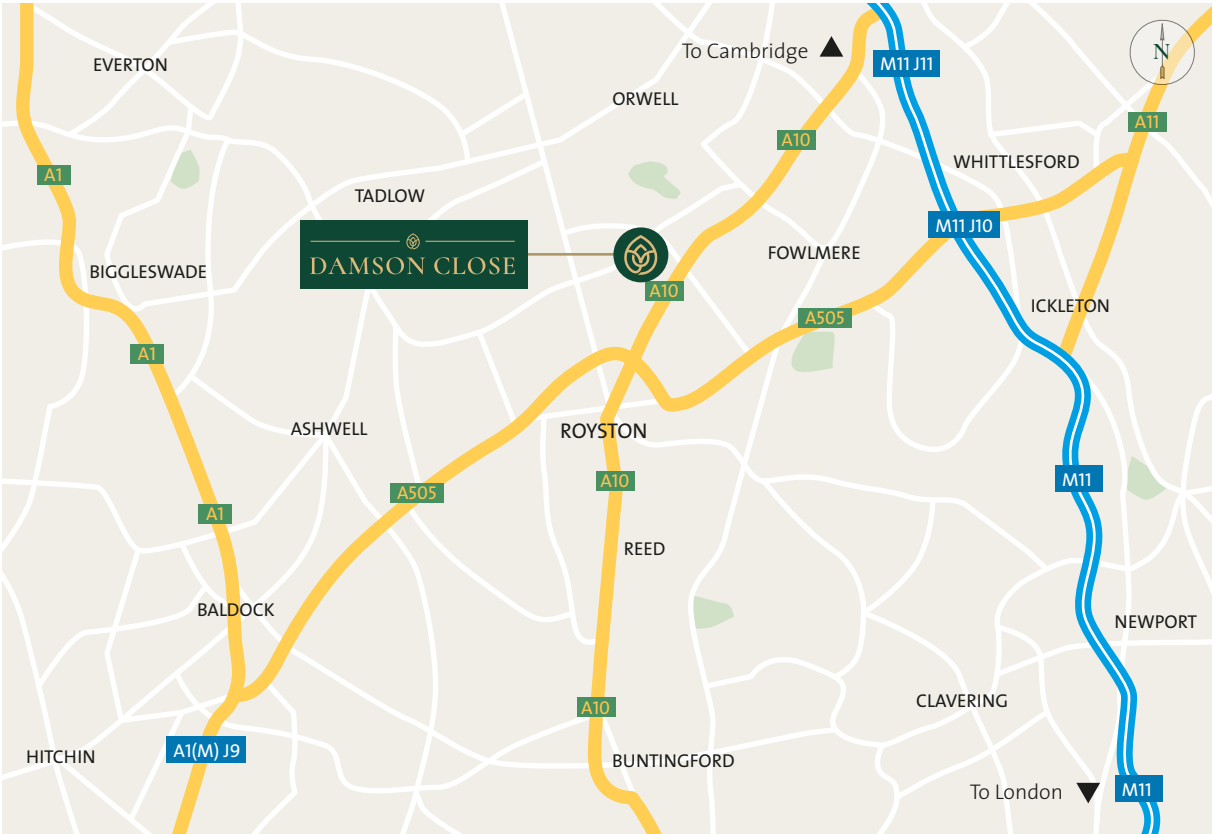 To Cambridge
M11 J11
N
EVERTON
ORWELL
A11
A10
WHITTLESFORD
A1
TADLOW
M11 J10
DAMSON CLOSE
FOWLMERE
BIGGLESWADE
A10
ICKLETON
A505
A1
ASHWELL
ROYSTON
A10
M11
A505
A1
REED
BALDOCK
NEWPORT
CLAVERING
A10
A1(M) J9
HITCHIN
BUNTINGFORD
To London
M11